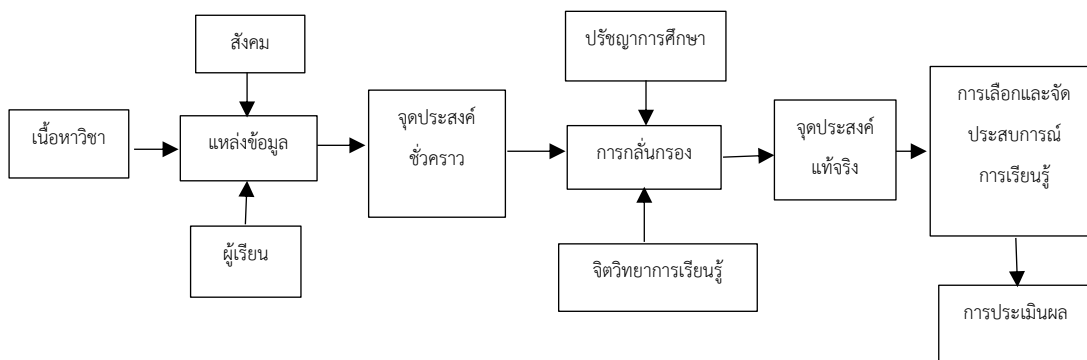 สังคม
ปรัชญาการศึกษา
เนื้อหาวิชา
แหล่งข้อมูล
จุดประสงค์
ชั่วคราว
การกลั่นกรอง
จุดประสงค์
แท้จริง
การเลือกและจัด
ประสบการณ์
การเรียนรู้
ผู้เรียน
จิตวิทยาการเรียนรู้
การประเมินผล